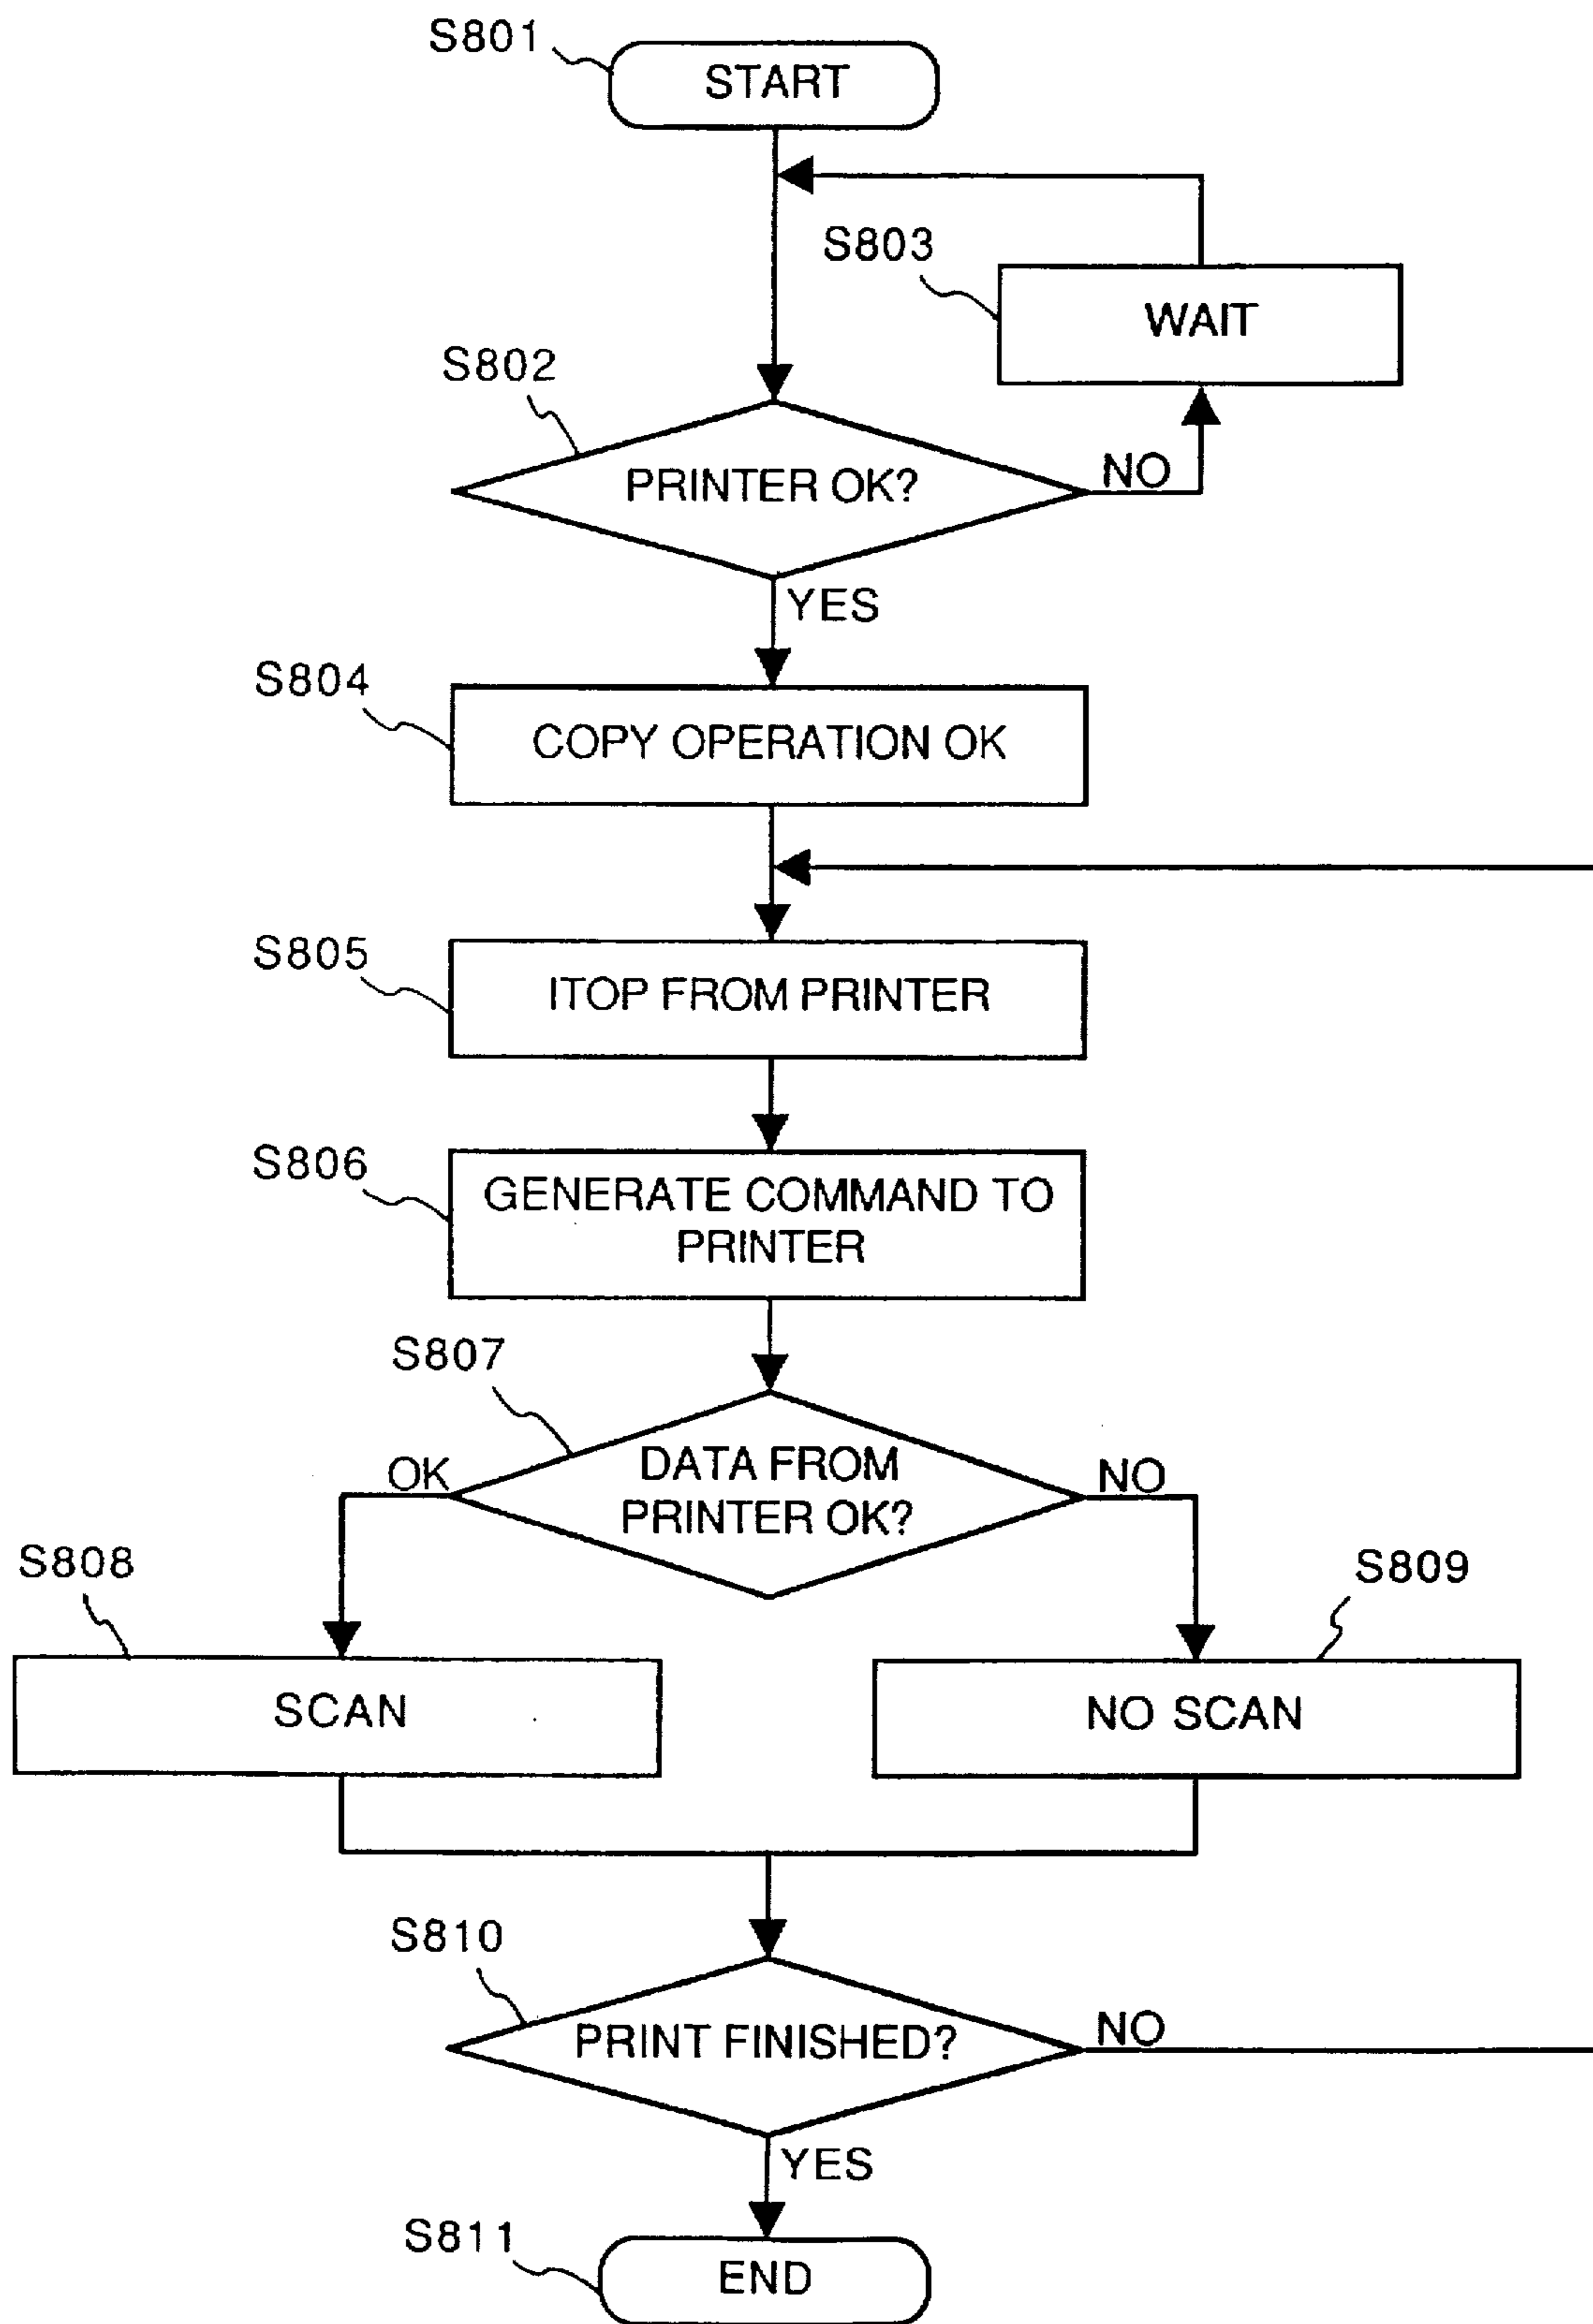 S801
START
S803
WAIT
S802
PRINTER OK?
NO
YES
S804
COPY OPERATION OK
S805
ITOP FROM PRINTER
S806
GENERATE COMMAND TO
PRINTER
S807
OK
DATA FROM
PRINTER OK?
NO
S808
SCAN
S809
NO SCAN
S810
PRINT FINISHED?
NO
YES
S811
END